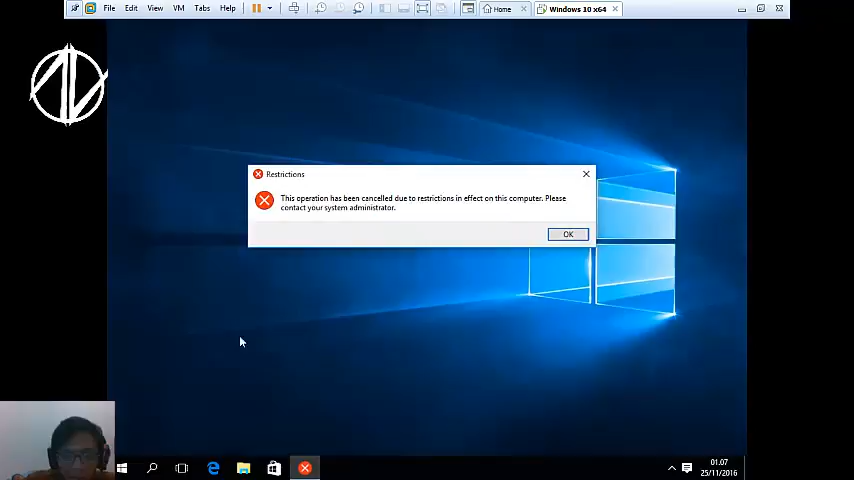 File Edit View VM Tabs Help Home Windows 10 x64
Restrictions
This operation has been cancelled due to restrictions in effect on this computer. Please
contact your system administrator.
OK
01.07
25/11/2016